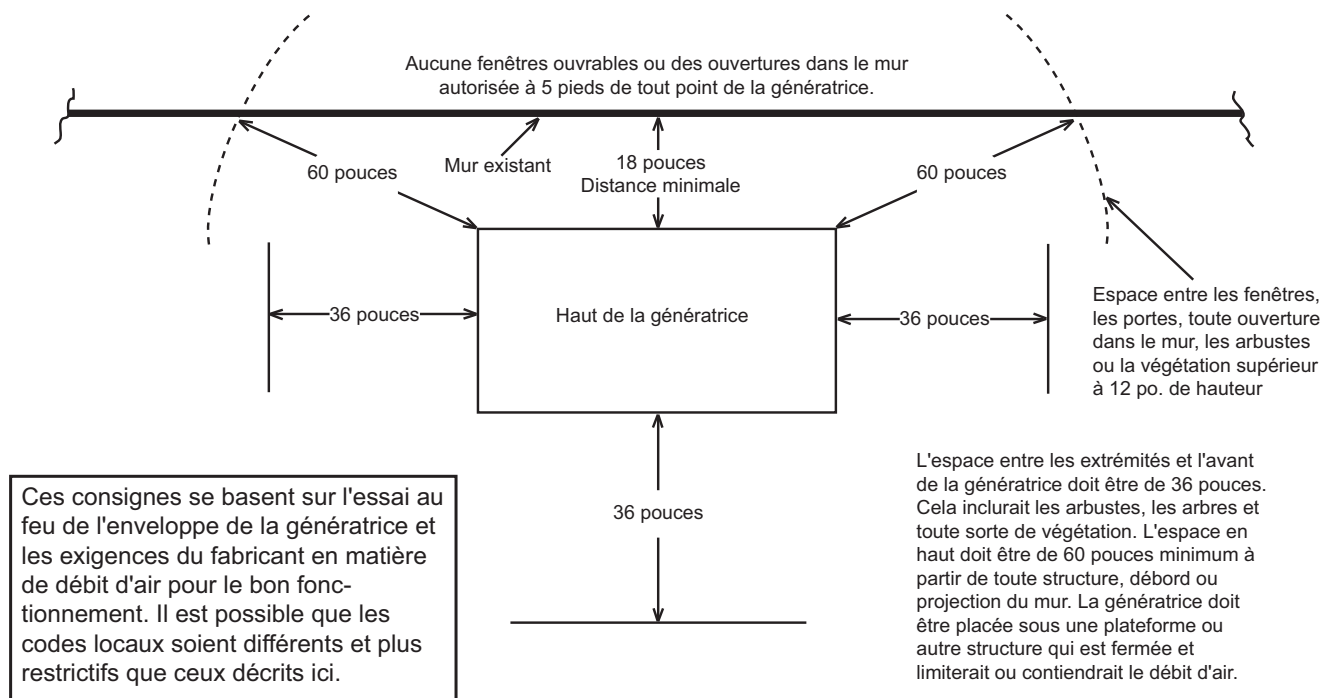 Aucune fenêtres ouvrables ou des ouvertures dans le mur
autorisée à 5 pieds de tout point de la génératrice.
60 pouces
Mur existant
18 pouces
Distance minimale
60 pouces
36 pouces
Haut de la génératrice
36 pouces
Espace entre les fenêtres,
les portes, toute ouverture
dans le mur, les arbustes
ou la végétation supérieur
à 12 po. de hauteur
36 pouces
Ces consignes se basent sur l'essai au
feu de l'enveloppe de la génératrice et
les exigences du fabricant en matière
de débit d'air pour le bon fonc-
tionnement. Il est possible que les
codes locaux soient différents et plus
restrictifs que ceux décrits ici.
L'espace entre les extrémités et l'avant
de la génératrice doit être de 36 pouces.
Cela inclurait les arbustes, les arbres et
toute sorte de végétation. L'espace en
haut doit être de 60 pouces minimum à
partir de toute structure, débord ou
projection du mur. La génératrice doit
être placée sous une plateforme ou
autre structure qui est fermée et
limiterait ou contiendrait le débit d'air.